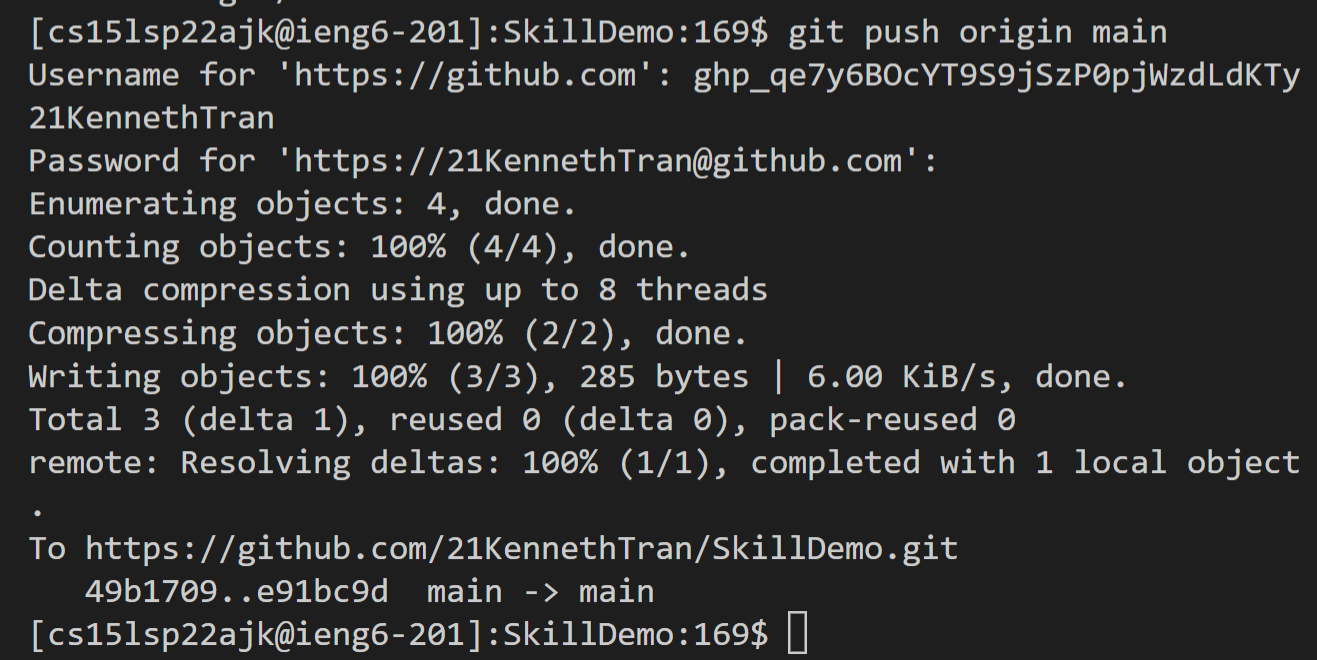 [cs15lsp22ajk@ieng6-201]:SkillDemo:169$ git push origin main
Username for 'https://github.com': ghp_qe7y6BOcYT9S9jSzP0pjWzdLdKTy
21KennethTran
Password for 'https://21KennethTran@github.com':
Enumerating objects: 4, done.
Counting objects: 100% (4/4), done.
Delta compression using up to 8 threads
Compressing objects: 100% (2/2), done.
Writing objects: 100% (3/3), 285 bytes | 6.00 KiB/s, done.
Total 3 (delta 1), reused 0 (delta 0), pack-reused 0
remote: Resolving deltas: 100% (1/1), completed with 1 local object
.
To https://github.com/21KennethTran/SkillDemo.git
   49b1709..e91bc9d  main -> main
[cs15lsp22ajk@ieng6-201]:SkillDemo:169$